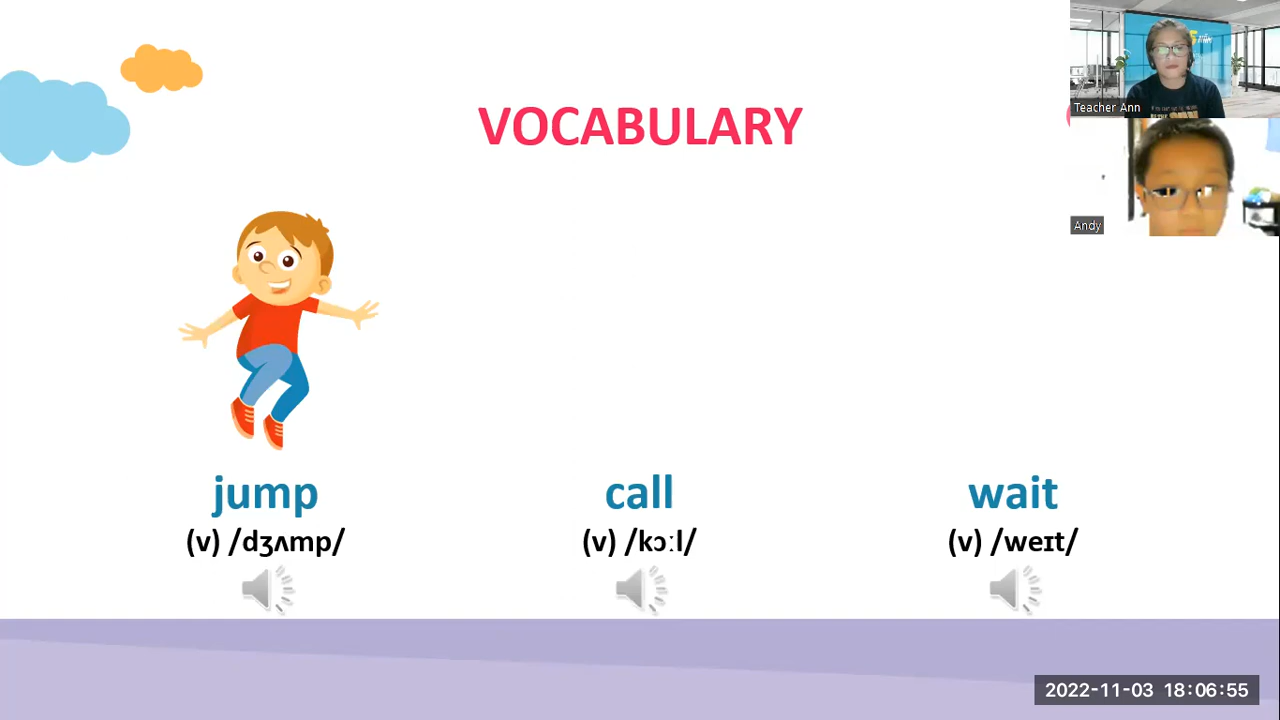 VOCABULARY
Teacher Ann
Andy
jump
call
wait
(v) /dʒʌmp/
(v) /kɔːl/
(v) /weɪt/
2022-11-03 18:06:55